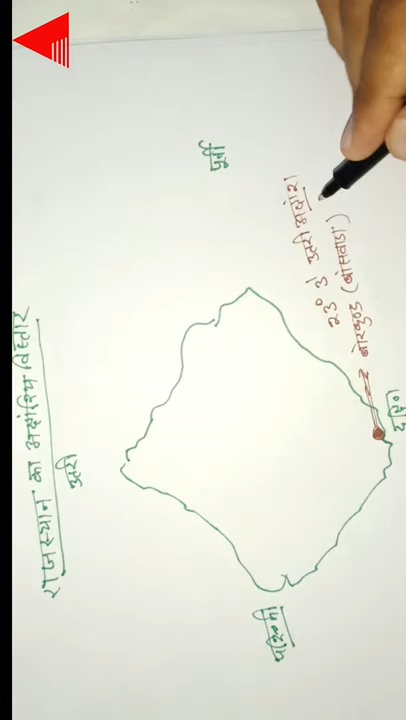 राजस्थान का अक्षांशिय विस्तार
उत्तरी
पूर्वी
पश्चिमी
23° 3' उत्तरी अक्षांश।
बोरकुण्ड (बांसवाडा)
दक्षिण